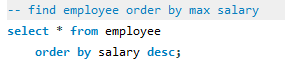 -- find employee order by max salary
select * from employee
order by salary desc;